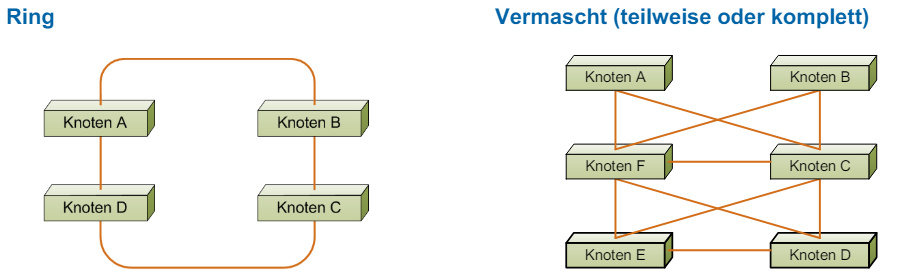 Ring
Knoten A
Knoten B
Knoten D
Knoten C
Vermascht (teilweise oder komplett)
Knoten A
Knoten B
Knoten F
Knoten C
Knoten E
Knoten D